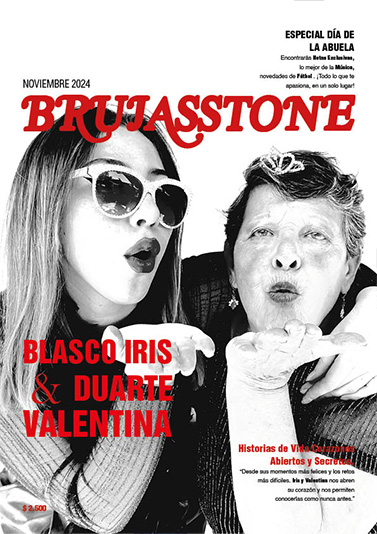 ESPECIAL DÍA DE
LA ABUELA
Encontrarás Notas Exclusivas,
lo mejor de la Música,
novedades de Fútbol . ¡Todo lo que te
apasiona, en un solo lugar!
NOVIEMBRE 2024
BRUJASSTONE
BLASCO IRIS
& DUARTE
VALENTINA
Historias de Vida
Abiertos y Secretos
“Desde sus momentos más felices y los retos
más difíciles. Iris y Valentina nos abren
su corazón y nos permiten
conocerlas como nunca antes.”
$ 2.500